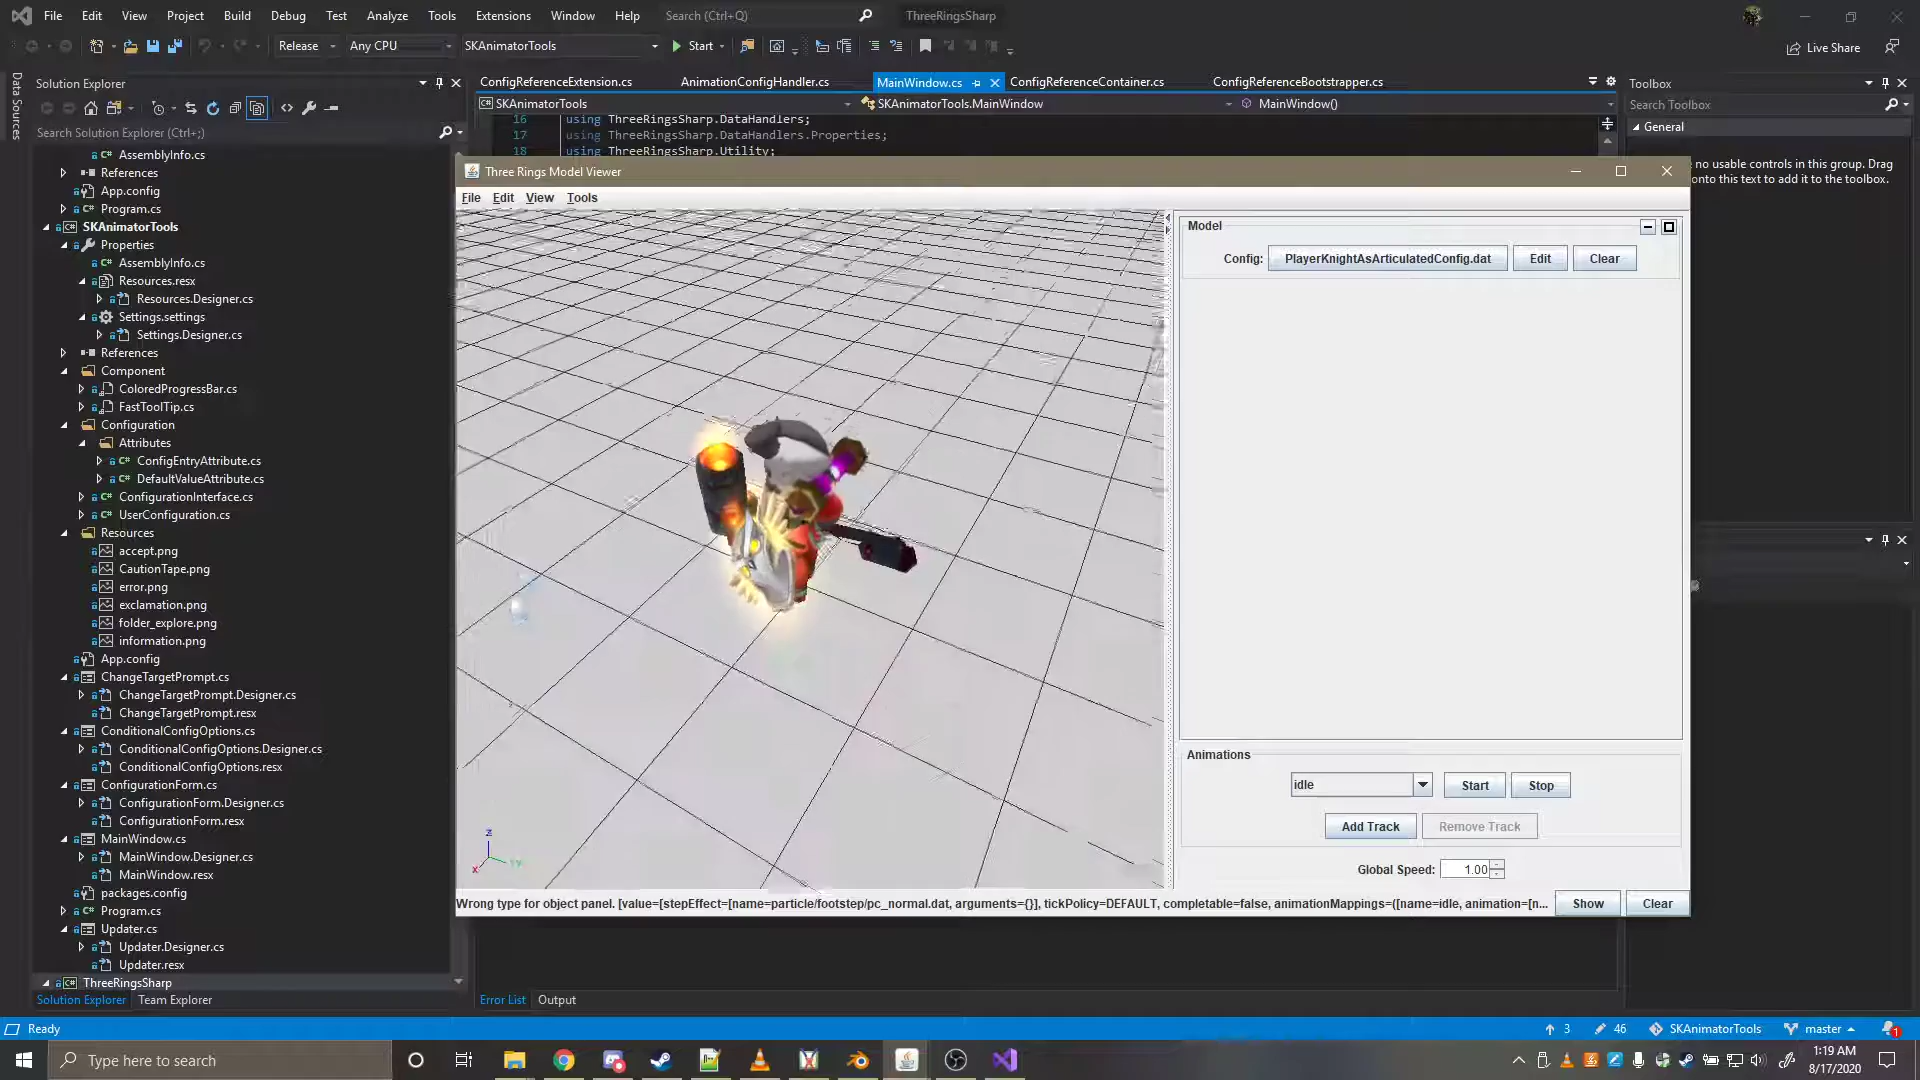 File Edit View Project Build Debug Test Analyze Tools Extensions Window Help Search (Ctrl+Q) ThreeRingsSharp
Release Any CPU SKAnimatorTools Start Live Share
Data Sources
Solution Explorer
Search Solution Explorer (Ctrl+;)
AssemblyInfo.cs
References
App.config
Program.cs
SKAnimatorTools
Properties
AssemblyInfo.cs
Resources.resx
Resources.Designer.cs
Settings.settings
Settings.Designer.cs
References
Component
ColoredProgressBar.cs
FastToolTip.cs
Configuration
Attributes
ConfigEntryAttribute.cs
DefaultValueAttribute.cs
ConfigurationInterface.cs
UserConfiguration.cs
Resources
accept.png
CautionTape.png
error.png
exclamation.png
folder_explore.png
information.png
App.config
ChangeTargetPrompt.cs
ChangeTargetPrompt.Designer.cs
ChangeTargetPrompt.resx
ConditionalConfigOptions.cs
ConditionalConfigOptions.Designer.cs
ConditionalConfigOptions.resx
ConfigurationForm.cs
ConfigurationForm.Designer.cs
ConfigurationForm.resx
MainWindow.cs
MainWindow.Designer.cs
MainWindow.resx
packages.config
Program.cs
Updater.cs
Updater.Designer.cs
Updater.resx
ThreeRingsSharp
Solution Explorer Team Explorer
ConfigReferenceExtension.cs AnimationConfigHandler.cs MainWindow.cs ConfigReferenceContainer.cs ConfigReferenceBootstrapper.cs
SKAnimatorTools SKAnimatorTools.MainWindow MainWindow()
16 using ThreeRingsSharp.DataHandlers;
17 using ThreeRingsSharp.DataHandlers.Properties;
18 using ThreeRingsSharp.Utility;
Three Rings Model Viewer
File Edit View Tools
Model
Config: PlayerKnightAsArticulatedConfig.dat Edit Clear
Animations
idle Start Stop
Add Track Remove Track
Global Speed: 1.00
Wrong type for object panel. [value=[stepEffect=[name=particle/footstep/pc_normal.dat, arguments={}], tickPolicy=DEFAULT, completable=false, animationMappings=([name=idle, animation=[n... Show Clear
Toolbox
Search Toolbox
General
no usable controls in this group. Drag
onto this text to add it to the toolbox.
Error List Output
Ready 3 46 SKAnimatorTools master 1
Type here to search
1:19 AM
8/17/2020